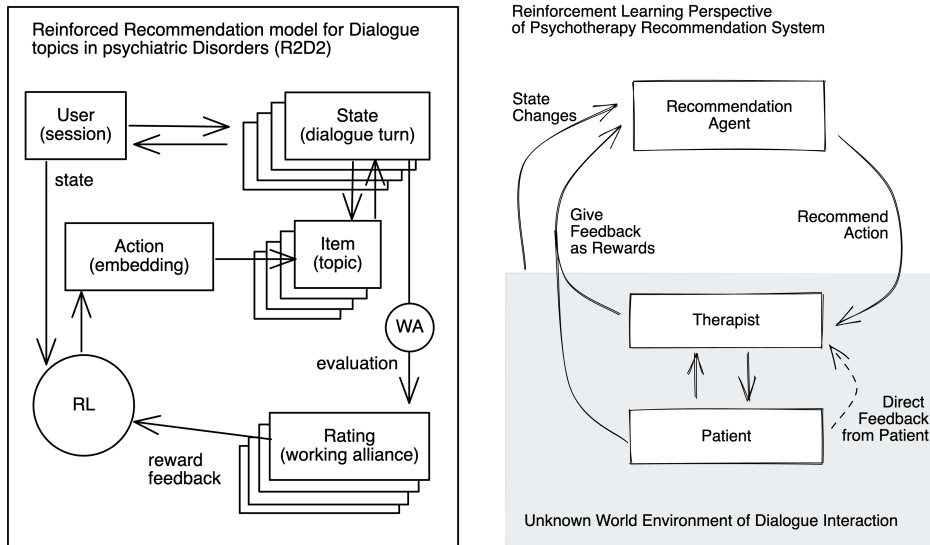 Reinforced Recommendation model for Dialogue
topics in psychiatric Disorders (R2D2)
User
(session)
State
(dialogue turn)
state
Action
(embedding)
Item
(topic)
WA
evaluation
RL
Rating
(working alliance)
reward
feedback
Reinforcement Learning Perspective
of Psychotherapy Recommendation System
State
Changes
Recommendation
Agent
Give
Feedback
as Rewards
Recommend
Action
Therapist
Direct
Feedback
from Patient
Patient
Unknown World Environment of Dialogue Interaction